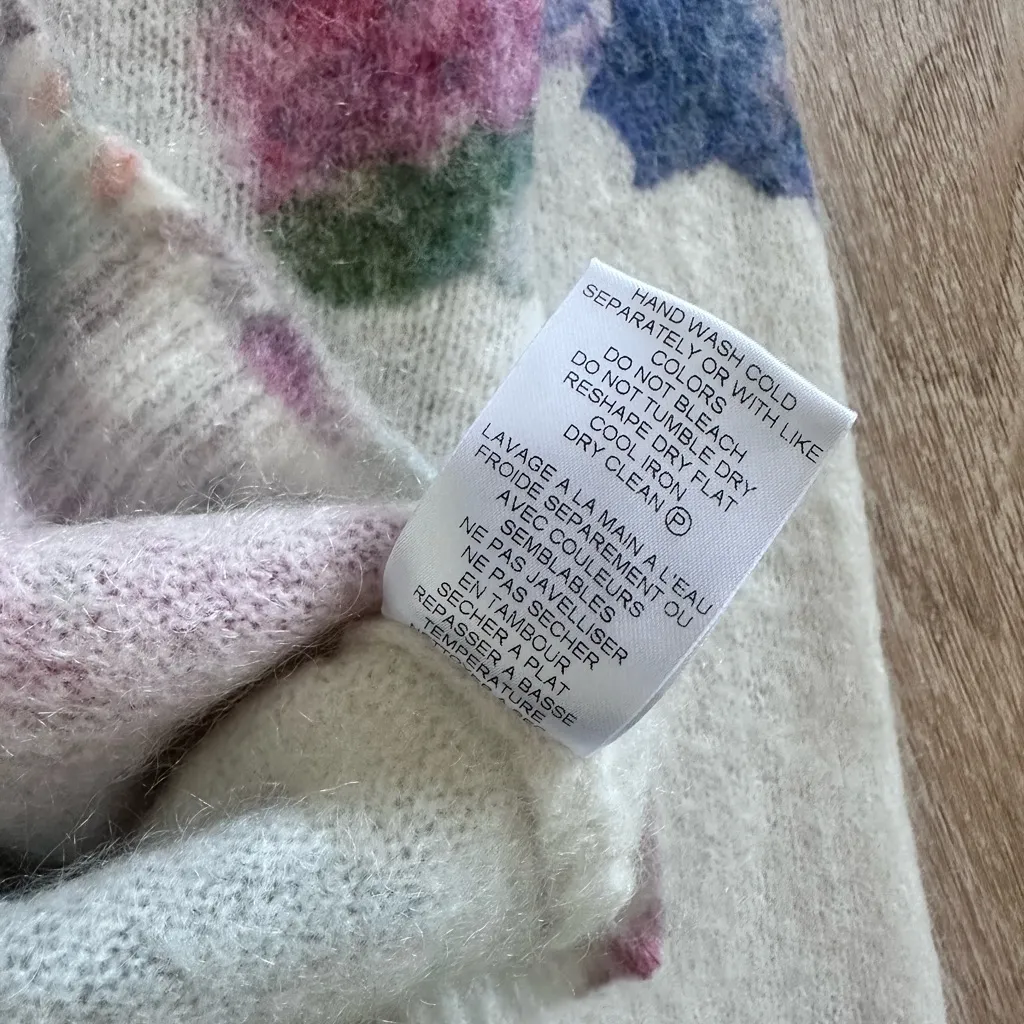 HAND WASH COLD
SEPARATELY OR WITH LIKE
COLORS
DO NOT BLEACH
DO NOT TUMBLE DRY
RESHAPE DRY FLAT
COOL IRON
DRY CLEAN Ⓟ
LAVAGE A LA MAIN A L'EAU
FROIDE SEPAREMENT OU
AVEC COULEURS
SEMBLABLES
NE PAS JAVELLISER
NE PAS SECHER
EN TAMBOUR
SECHER A PLAT
REPASSER A BASSE
TEMPERATURE